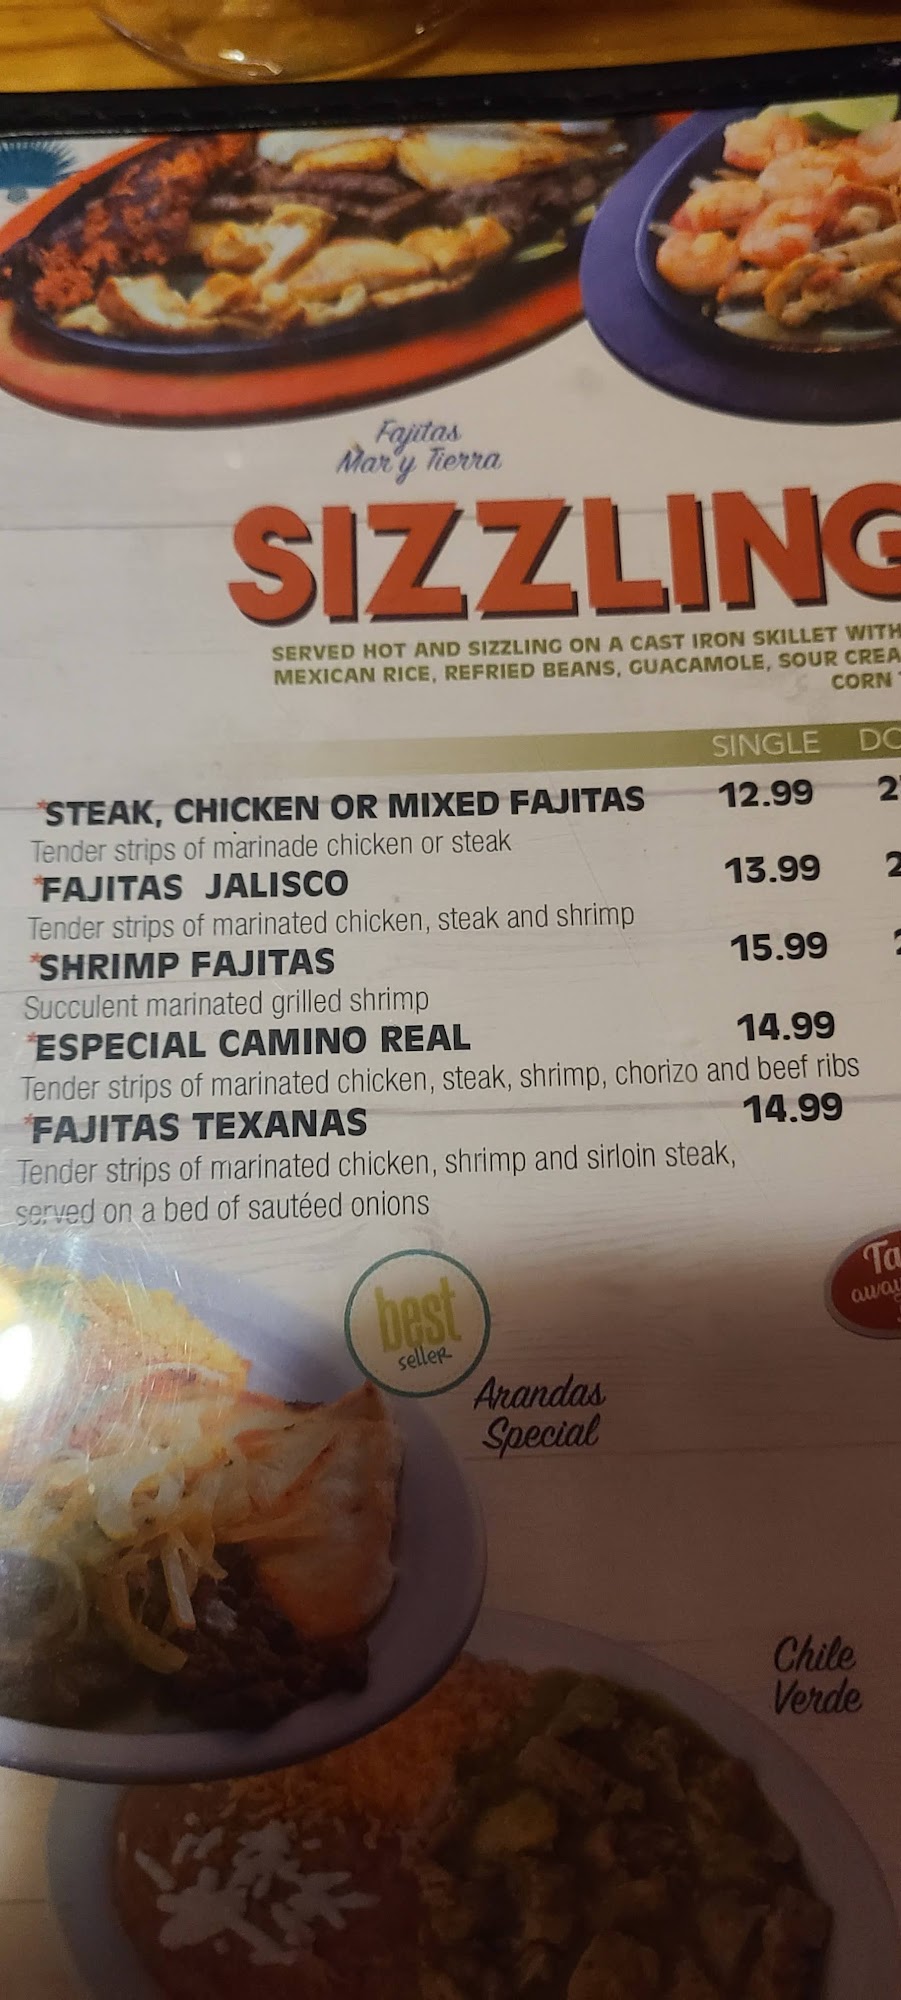 Fajitas
Mar y Tierra
SIZZLING
SERVED HOT AND SIZZLING ON A CAST IRON SKILLET WITH
MEXICAN RICE, REFRIED BEANS, GUACAMOLE, SOUR CREA
CORN
SINGLE DO
*STEAK, CHICKEN OR MIXED FAJITAS 12.99 2
Tender strips of marinade chicken or steak
*FAJITAS JALISCO 13.99 2
Tender strips of marinated chicken, steak and shrimp
*SHRIMP FAJITAS 15.99
Succulent marinated grilled shrimp
*ESPECIAL CAMINO REAL 14.99
Tender strips of marinated chicken, steak, shrimp, chorizo and beef ribs
*FAJITAS TEXANAS 14.99
Tender strips of marinated chicken, shrimp and sirloin steak,
served on a bed of sautéed onions
best
seller
Arandas
Special
Ta
away
Chile
Verde